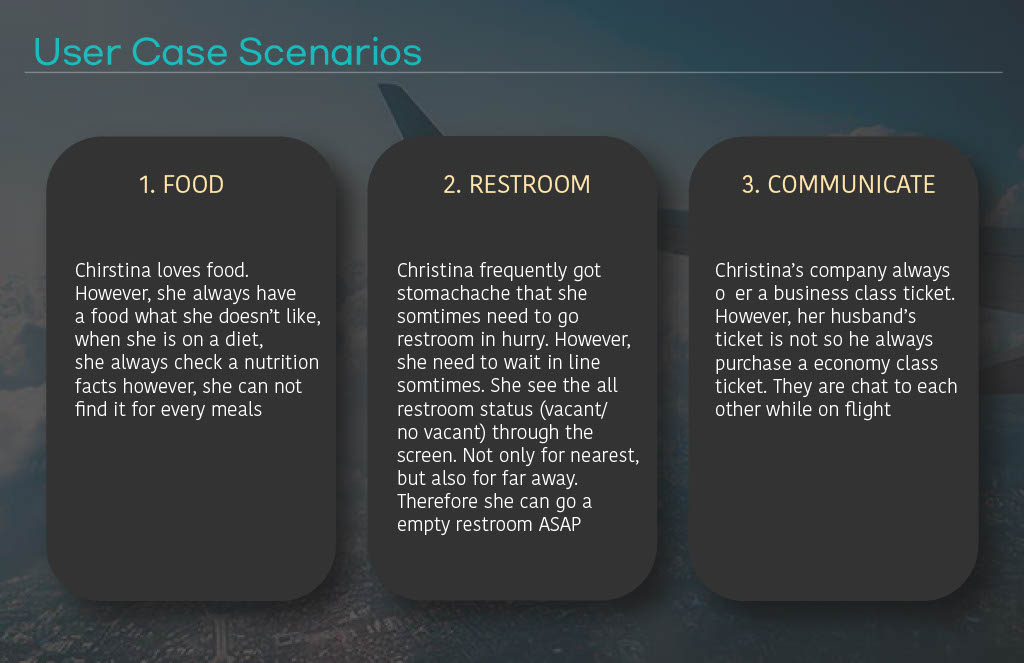 User Case Scenarios
1. FOOD
Chirstina loves food.
However, she always have
a food what she doesn’t like,
when she is on a diet,
she always check a nutrition
facts however, she can not
find it for every meals
2. RESTROOM
Christina frequently got
stomachache that she
somtimes need to go
restroom in hurry. However,
she need to wait in line
somtimes. She see the all
restroom status (vacant/
no vacant) through the
screen. Not only for nearest,
but also for far away.
Therefore she can go a
empty restroom ASAP
3. COMMUNICATE
Christina’s company always
o er a business class ticket.
However, her husband’s
ticket is not so he always
purchase a economy class
ticket. They are chat to each
other while on flight